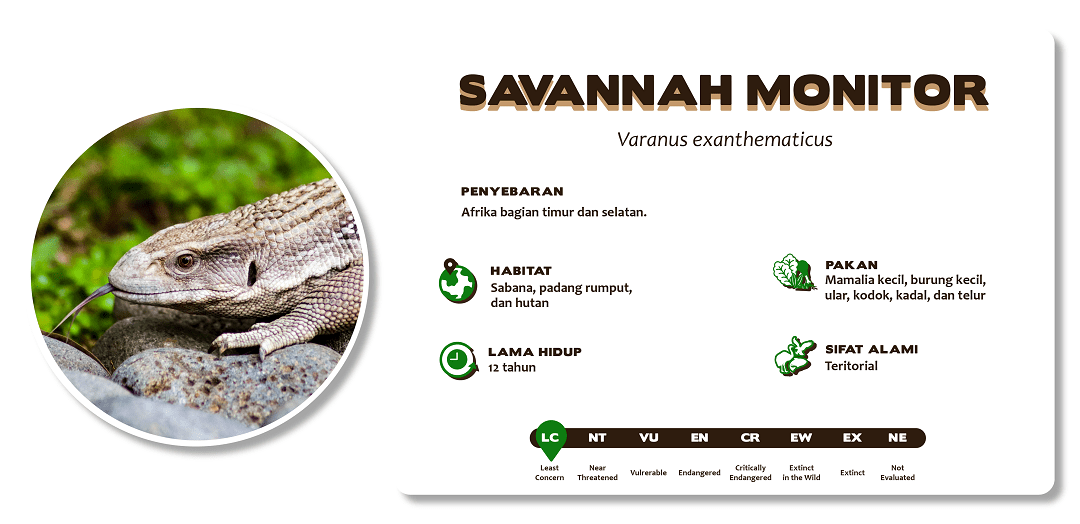 SAVANNAH MONITOR
Varanus exanthematicus
PENYEBARAN
Afrika bagian timur dan selatan.
HABITAT
Sabana, padang rumput,
dan hutan
PAKAN
Mamalia kecil, burung kecil,
ular, kodok, kadal, dan telur
LAMA HIDUP
12 tahun
SIFAT ALAMI
Teritorial
LC NT VU EN CR EW EX NE
Least Concern Near Threatened Vulrerable Endangered Critically Endangered Extinct in the Wild Extinct Not Evaluated